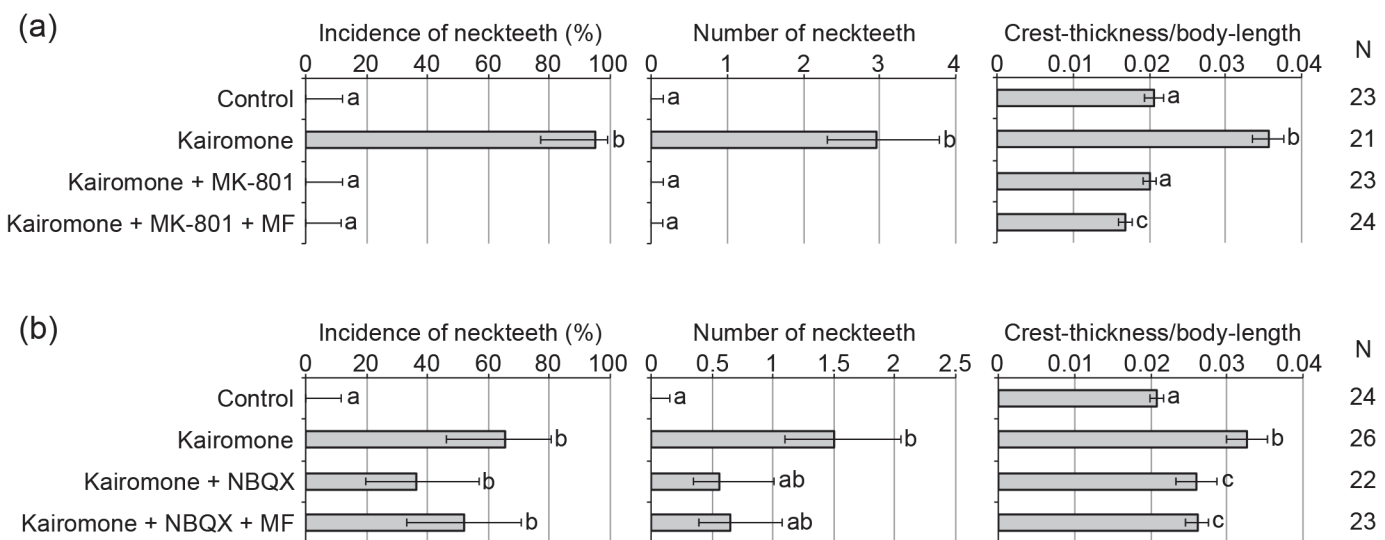 (a)
Incidence of neckteeth (%) Number of neckteeth Crest-thickness/body-length N
0 20 40 60 80 100 0 1 2 3 4 0 0.01 0.02 0.03 0.04
Control a a a 23
Kairomone b b b 21
Kairomone + MK-801 a a a 23
Kairomone + MK-801 + MF a a c 24
(b)
Incidence of neckteeth (%) Number of neckteeth Crest-thickness/body-length N
0 20 40 60 80 100 0 0.5 1 1.5 2 2.5 0 0.01 0.02 0.03 0.04
Control a a a 24
Kairomone b b b 26
Kairomone + NBQX b ab c 22
Kairomone + NBQX + MF b ab c 23